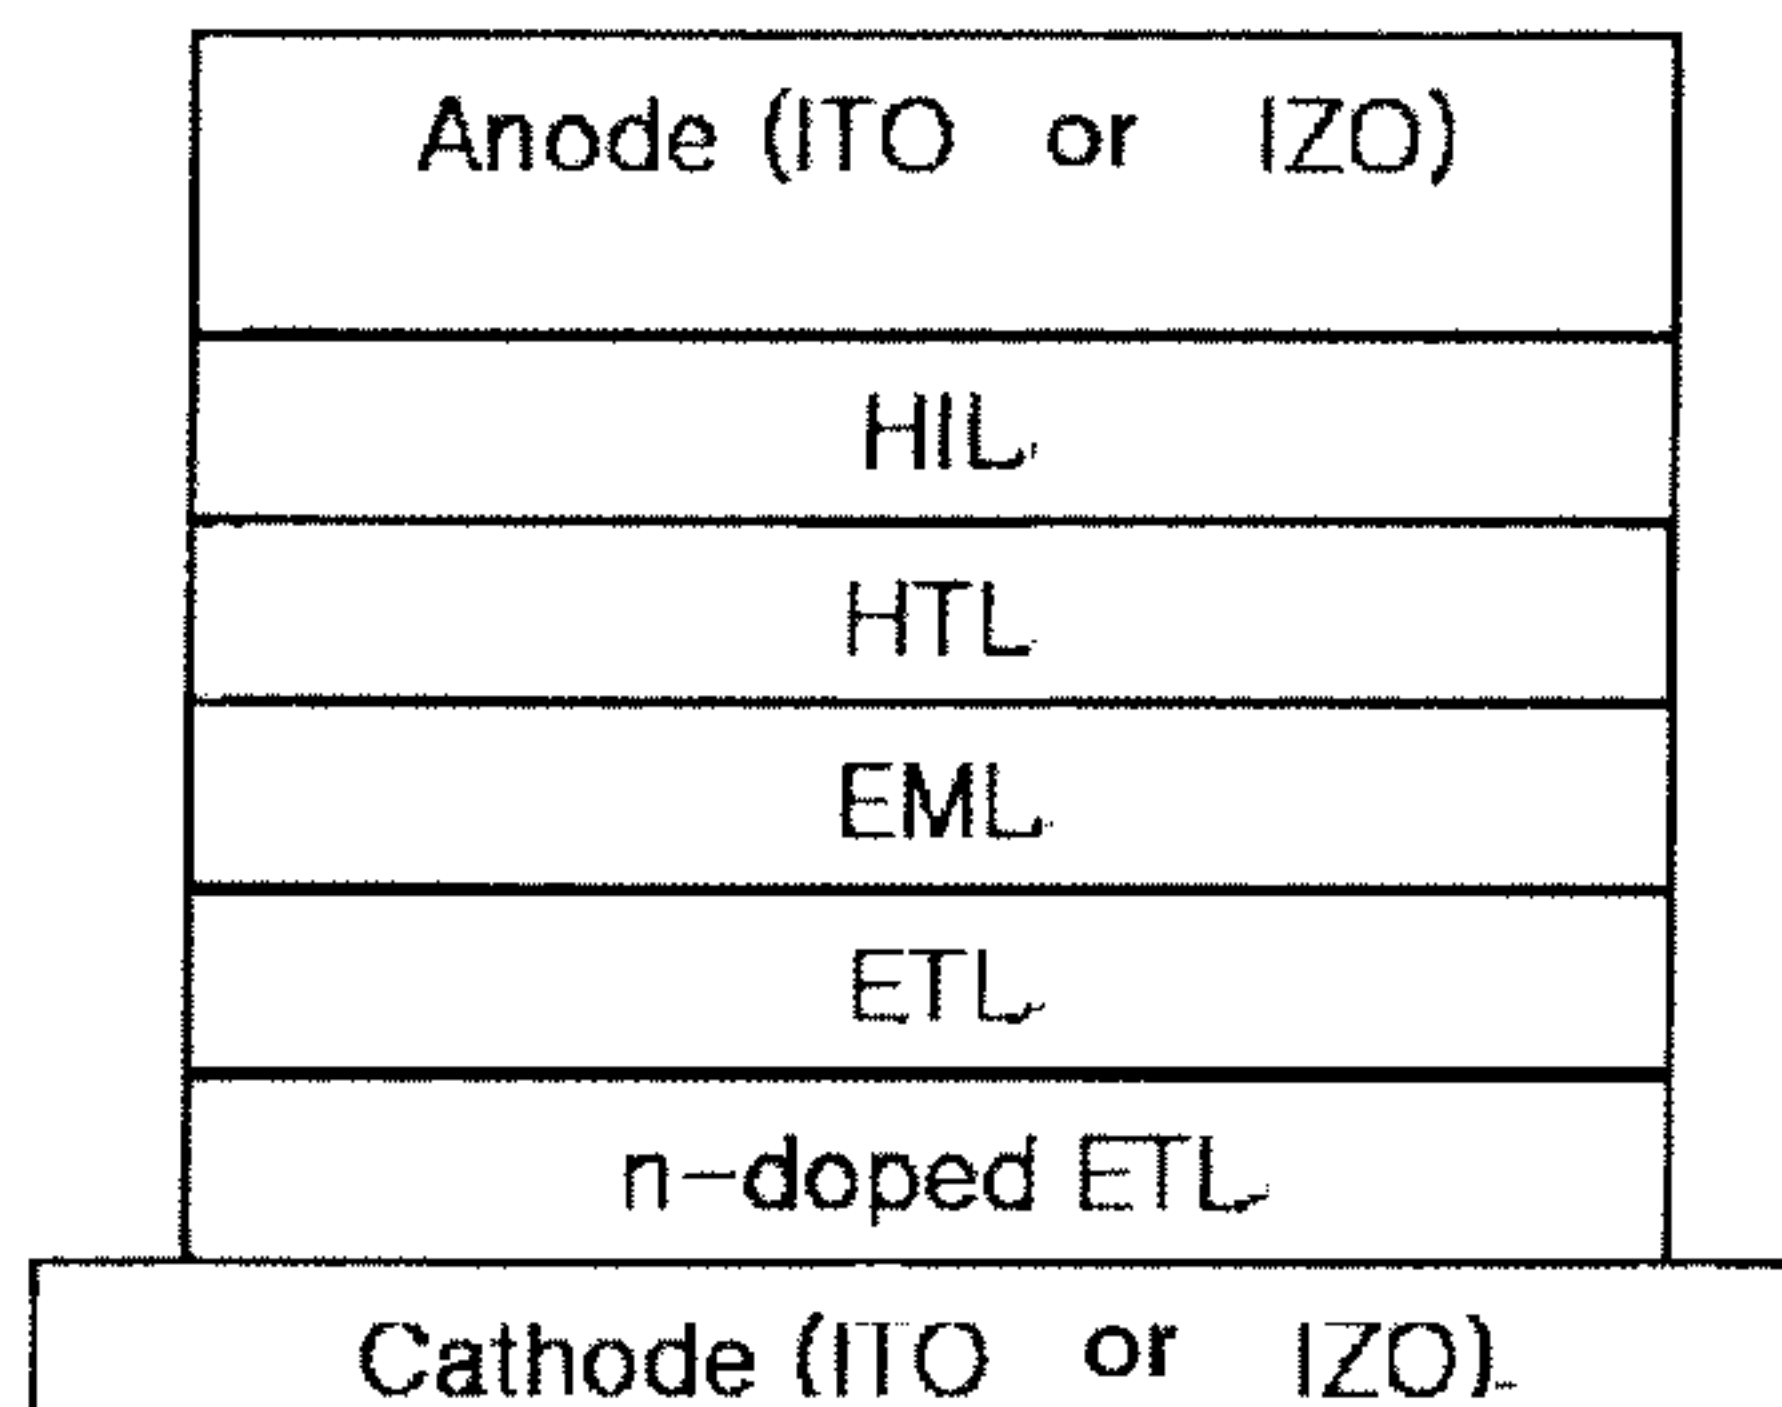 Anode (ITO or IZO)
HIL
HTL
EML
ETL
n-doped ETL
Cathode (ITO or IZO)